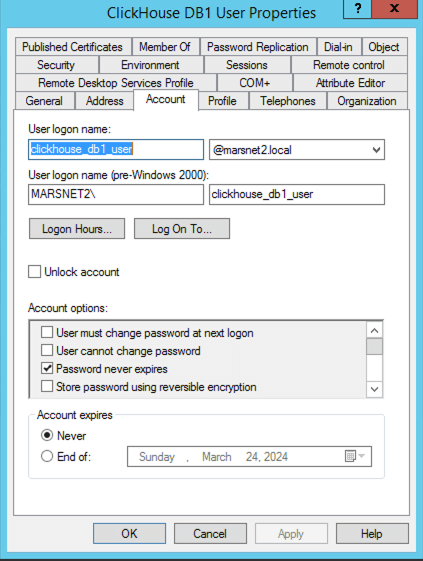 ClickHouse DB1 User Properties ? x
Published Certificates Member Of Password Replication Dial-in Object
Security Environment Sessions Remote control
Remote Desktop Services Profile COM+ Attribute Editor
General Address Account Profile Telephones Organization
User logon name:
clickhouse_db1_user @marsnet2.local
User logon name (pre-Windows 2000):
MARSNET2\ clickhouse_db1_user
Logon Hours... Log On To...
Unlock account
Account options:
User must change password at next logon
User cannot change password
Password never expires
Store password using reversible encryption
Account expires
Never
End of: Sunday , March 24, 2024
OK Cancel Apply Help